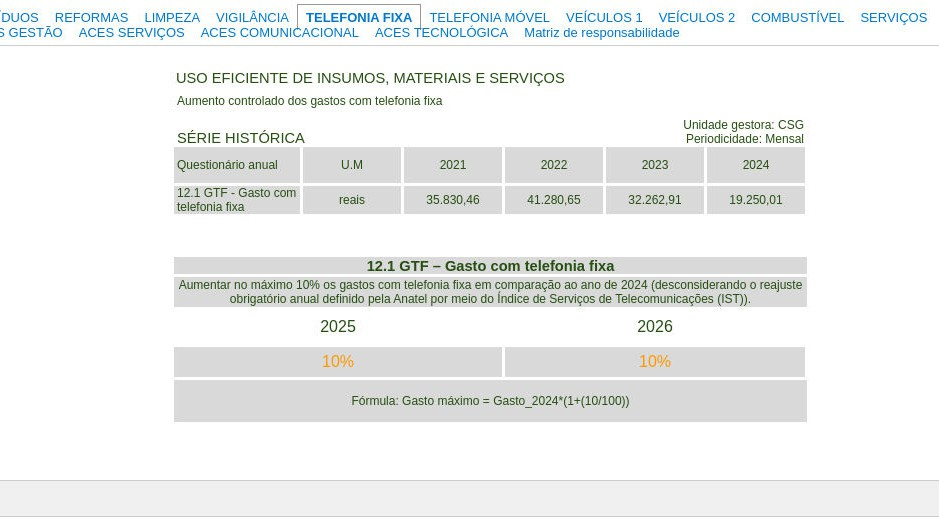 REFORMAS LIMPEZA VIGILÂNCIA TELEFONIA FIXA TELEFONIA MÓVEL VEÍCULOS 1 VEÍCULOS 2 COMBUSTÍVEL SERVIÇOS
GESTÃO ACES SERVIÇOS ACES COMUNICACIONAL ACES TECNOLÓGICA Matriz de responsabilidade
USO EFICIENTE DE INSUMOS, MATERIAIS E SERVIÇOS
Aumento controlado dos gastos com telefonia fixa
Unidade gestora: CSG
SÉRIE HISTÓRICA Periodicidade: Mensal
Questionário anual U.M 2021 2022 2023 2024
12.1 GTF - Gasto com
telefonia fixa reais 35.830,46 41.280,65 32.262,91 19.250,01
12.1 GTF – Gasto com telefonia fixa
Aumentar no máximo 10% os gastos com telefonia fixa em comparação ao ano de 2024 (desconsiderando o reajuste
obrigatório anual definido pela Anatel por meio do Índice de Serviços de Telecomunicações (IST)).
2025 2026
10% 10%
Fórmula: Gasto máximo = Gasto_2024*(1+(10/100))